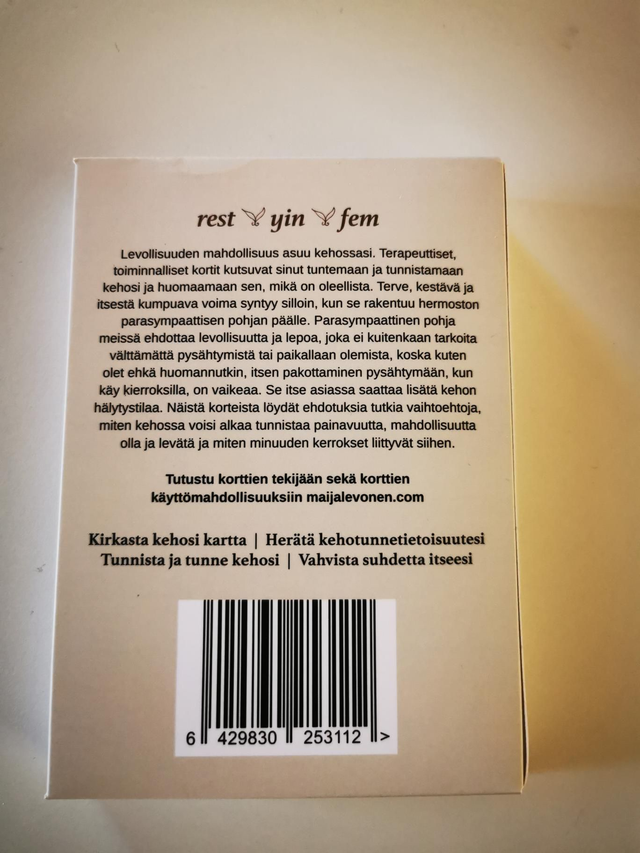 rest yin fem
Levollisuuden mahdollisuus asuu kehossasi. Terapeuttiset,
toiminnalliset kortit kutsuvat sinut tuntemaan ja tunnistamaan
kehosi ja huomaamaan sen, mikä on oleellista. Terve, kestävä ja
itsestä kumpuava voima syntyy silloin, kun se rakentuu hermoston
parasympaattisen pohjan päälle. Parasympaattinen pohja
meissä ehdottaa levollisuutta ja lepoa, joka ei kuitenkaan tarkoita
välttämättä pysähtymistä tai paikallaan olemista, koska kuten
olet ehkä huomannutkin, itsen pakottaminen pysähtymään, kun
käy kierroksilla, on vaikeaa. Se itse asiassa saattaa lisätä kehon
hälytystilaa. Näistä korteista löydät ehdotuksia tutkia vaihtoehtoja,
miten kehossa voisi alkaa tunnistaa painavuutta, mahdollisuutta
olla ja levätä ja miten minuuden kerrokset liittyvät siihen.
Tutustu korttien tekijään sekä korttien
käyttömahdollisuuksiin maijalevonen.com
Kirkasta kehosi kartta | Herätä kehotunnetietoisuutesi
Tunnista ja tunne kehosi | Vahvista suhdetta itseesi
6 429830 253112 >